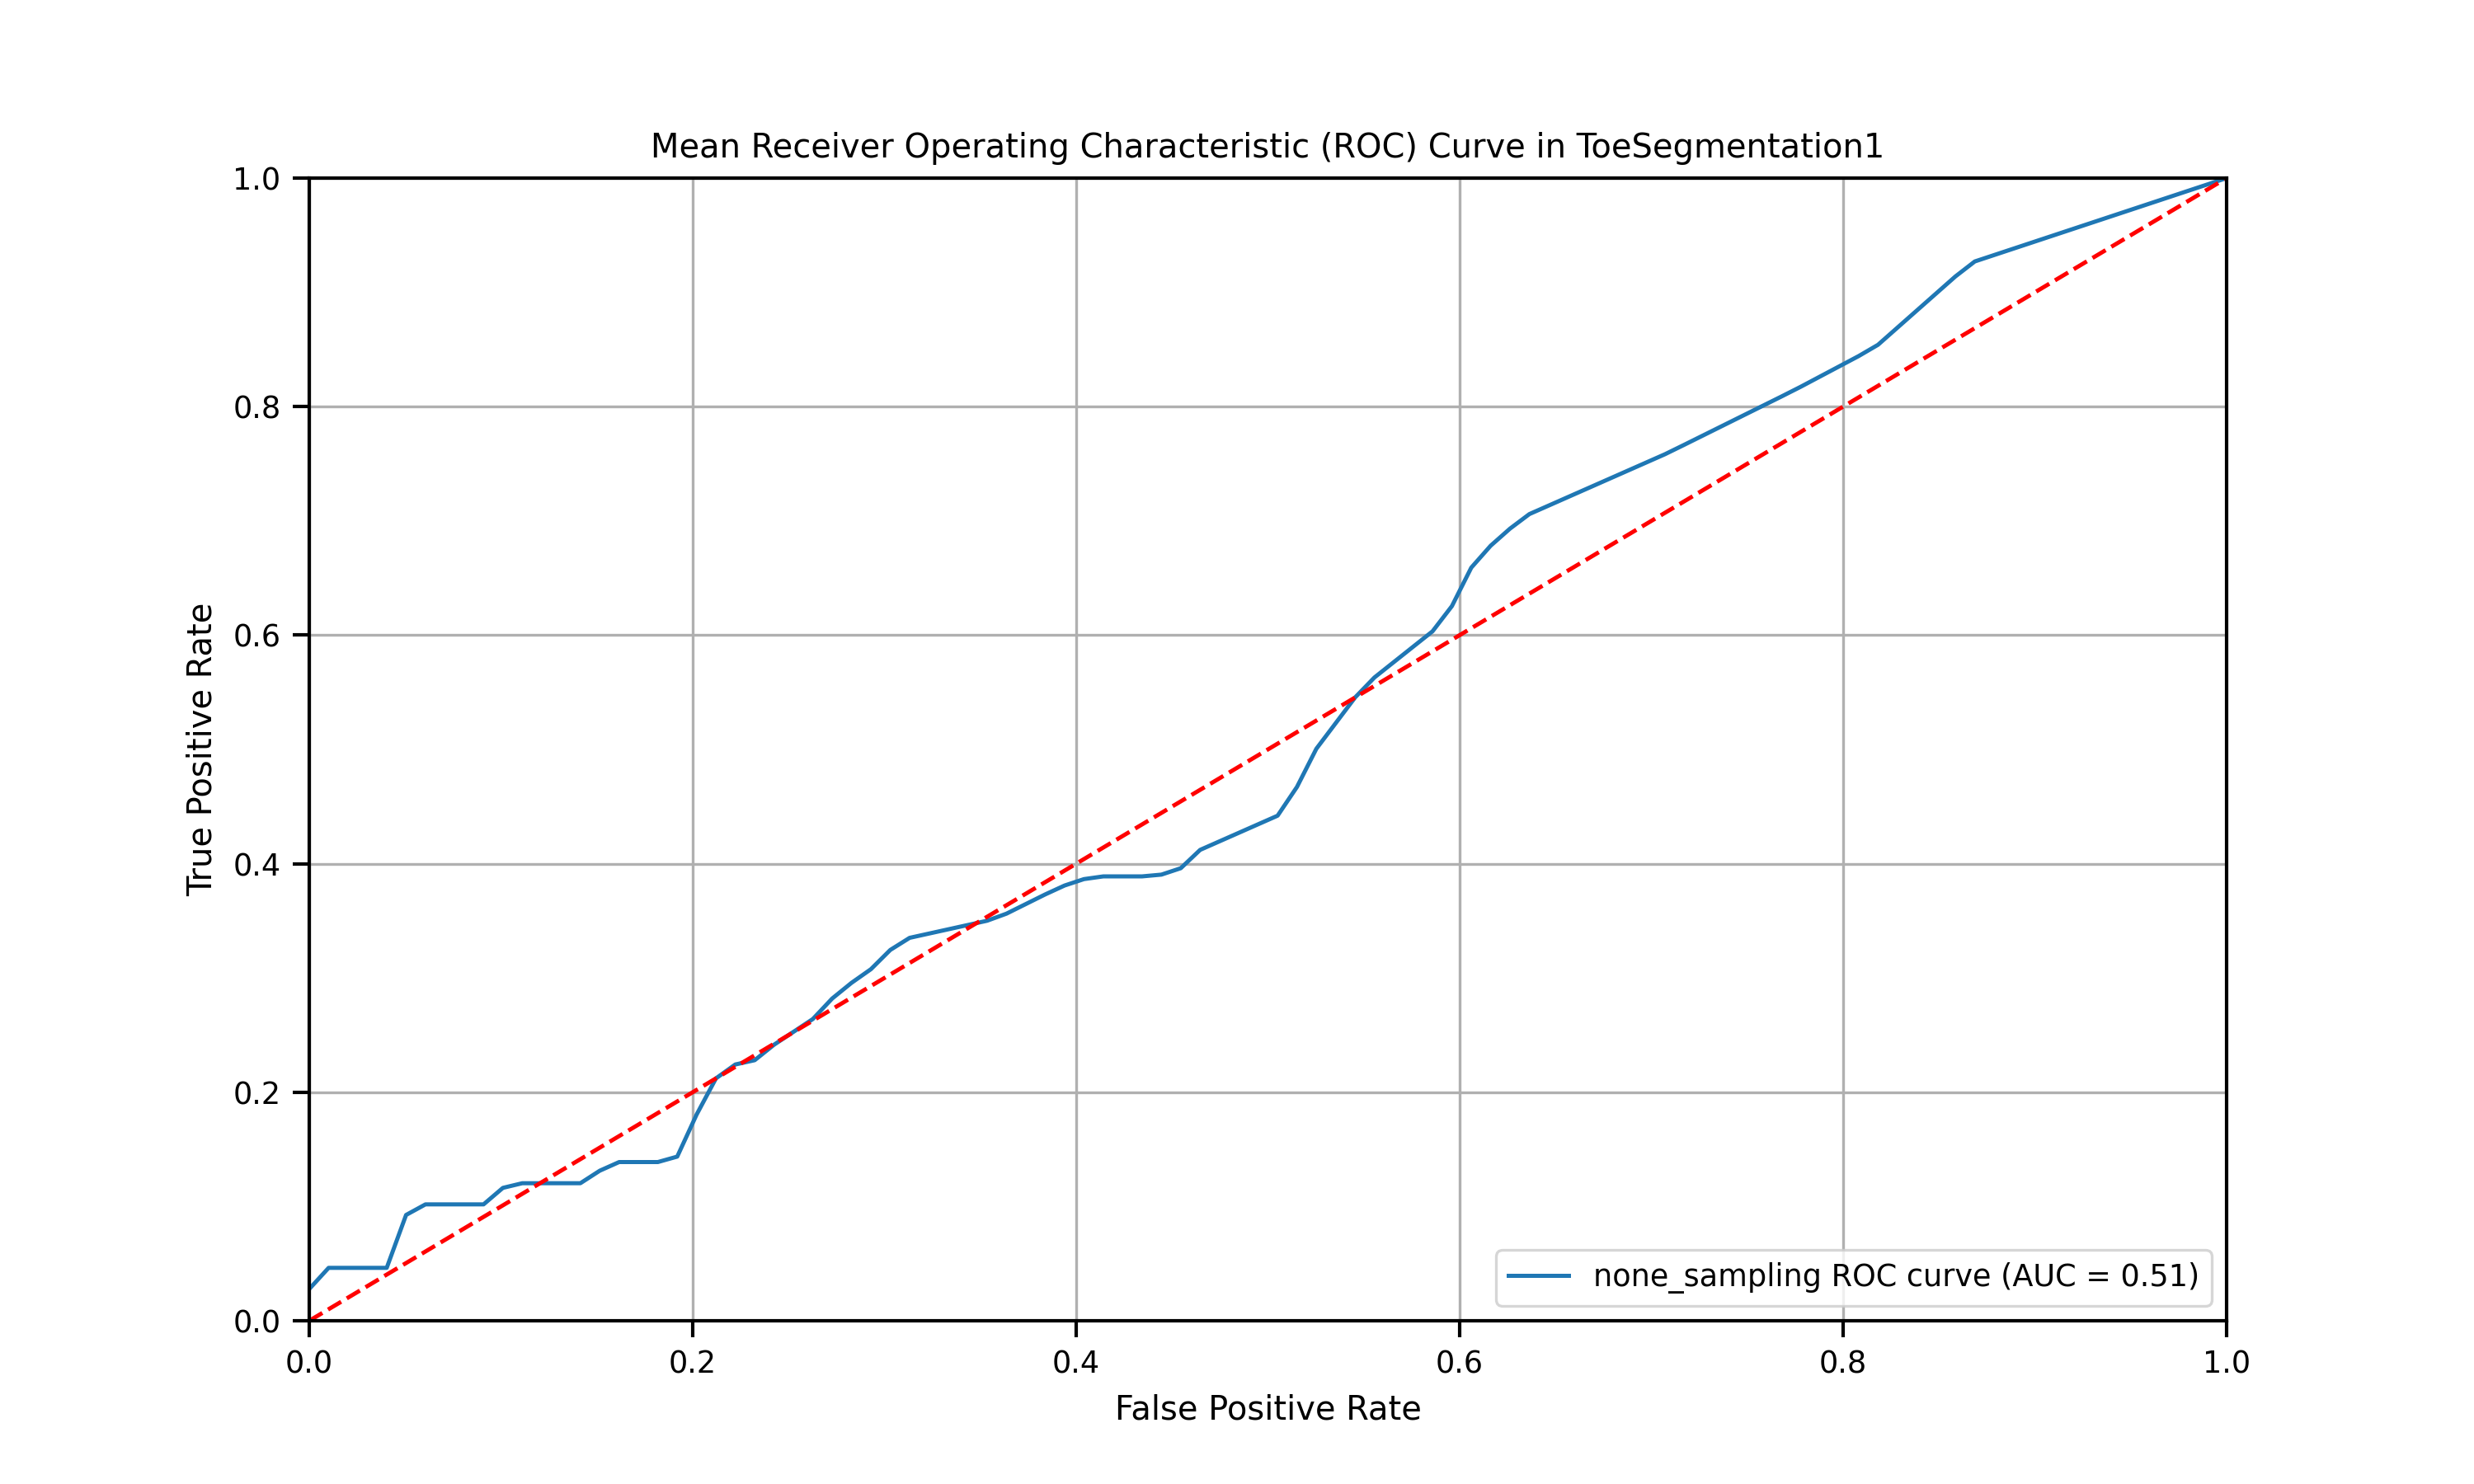 Mean Receiver Operating Characteristic (ROC) Curve in ToeSegmentation1
1.0
0.8
0.6
0.4
0.2
0.0
True Positive Rate
none_sampling ROC curve (AUC = 0.51)
0.0 0.2 0.4 0.6 0.8 1.0
False Positive Rate